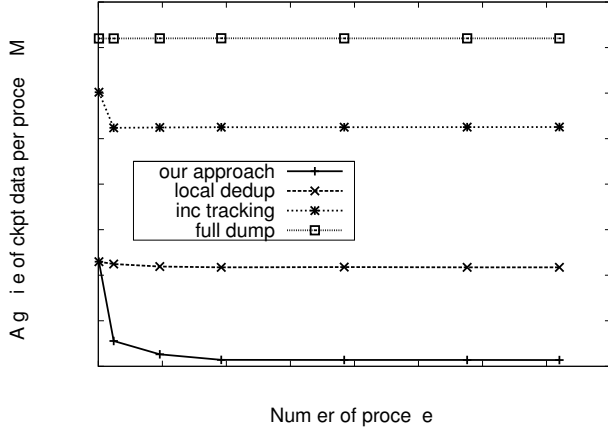 A g i e of ckpt data per proce M
our approach
local dedup
inc tracking
full dump
Num er of proce e